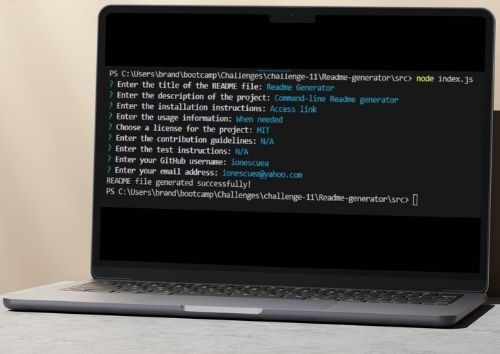 PS C:\Users\brand\bootcamp\Challenges\challenge-11\Readme-generator\src> node index.js
? Enter the title of the README file: Readme Generator
? Enter the description of the project: Command-line Readme generator
? Enter the installation instructions: Access link
? Enter the usage information: When needed
? Choose a license for the project: MIT
? Enter the contribution guidelines: N/A
? Enter the test instructions: N/A
? Enter your GitHub username: ionescuea
? Enter your email address: ionescuea@yahoo.com
README file generated successfully!
PS C:\Users\brand\bootcamp\Challenges\challenge-11\Readme-generator\src>